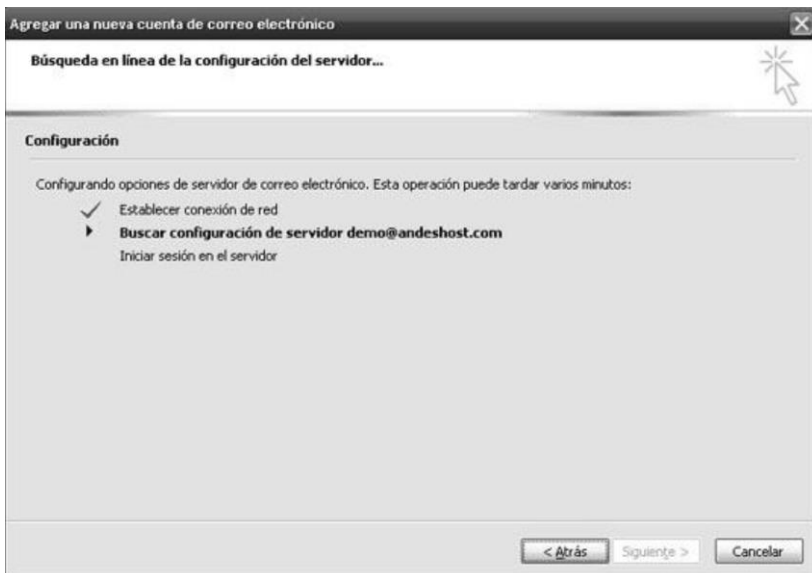 Agregar una nueva cuenta de correo electrónico
Búsqueda en línea de la configuración del servidor...
Configuración
Configurando opciones de servidor de correo electrónico. Esta operación puede tardar varios minutos:
Establecer conexión de red
Buscar configuración de servidor demo@andeshost.com
Iniciar sesión en el servidor
< Atrás Siguiente > Cancelar